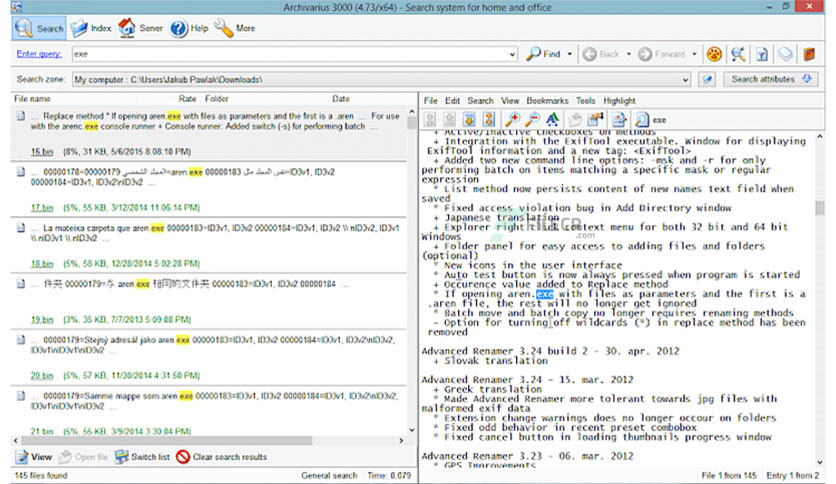 Archivarius 3000 (4.73/x64) - Search system for home and office
Search Index Server Help More
Enter query: exe Find Back Forward
Search zone: My computer : C:\Users\Jakub Pawlak\Downloads\ Search attributes
File name Rate Folder Date
... Replace method * If opening aren.exe with files as parameters and the first is a .aren ... For use
with the arenc.exe console runner + Console runner: Added switch (-s) for performing batch ...
16.bin (8%, 31 KB, 5/6/2015 8:08:10 PM)
... 00000178=المجلد الشخصي 00000179=aren.exe 00000183=نفس المجلد مثل ID3v1, ID3v2
00000184=ID3v1, ID3v2\nID3v2 ...
17.bin (5%, 55 KB, 3/12/2014 11:06:14 PM)
... La mateixa carpeta que aren exe 00000183=ID3v1, ID3v2 00000184=ID3v1, ID3v2 \\ nID3v2, ID3v1
\\ nID3v1 \\ nID3v2 ...
18.bin (5%, 56 KB, 12/28/2014 5:02:28 PM)
... 件夹 00000179=与 aren exe 相同的文件夹 00000183=ID3v1, ID3v2 00000184=ID3v1, ID3v2
...
19.bin (3%, 35 KB, 7/7/2013 5:09:08 PM)
... 00000179=Stejný adresář jako aren exe 00000183=ID3v1, ID3v2 00000184=ID3v1, ID3v2\nID3v2,
ID3v1\nID3v1\nID3v2 ...
20.bin (5%, 57 KB, 11/30/2014 4:31:50 PM)
... 00000179=Samme mappe som aren exe 00000183=ID3v1, ID3v2 00000184=ID3v1, ID3v2\nID3v2,
ID3v1\nID3v1\nID3v2 ...
21.bin (5%, 55 KB, 3/9/2014 3:30:04 PM)
View Open file Switch list Clear search results
145 files found General search Time: 0.079
File Edit Search View Bookmarks Tools Highlight
exe
+ Active/Inactive checkboxes on methods
+ Integration with the ExifTool executable. Window for displaying
ExifTool information and a new tag: <ExifTool>
+ Added two new command line options: -msk and -r for only
performing batch on items matching a specific mask or regular
expression
* List method now persists content of new names text field when
saved
* Fixed access violation bug in Add Directory window
+ Japanese translation
+ Explorer right click context menu for both 32 bit and 64 bit
windows
+ Folder panel for easy access to adding files and folders
(optional)
* New icons in the user interface
* Auto test button is now always pressed when program is started
+ Occurence value added to Replace method
* If opening aren.exe with files as parameters and the first is a
.aren file, the rest will no longer get ignored
* Batch move and batch copy no longer requires renaming methods
- Option for turning off wildcards (*) in replace method has been
removed
Advanced Renamer 3.24 build 2 - 30. apr. 2012
+ Slovak translation
Advanced Renamer 3.24 - 15. mar. 2012
+ Greek translation
* Made Advanced Renamer more tolerant towards jpg files with
malformed exif data
* Extension change warnings does no longer occour on folders
* Fixed odd behavior in recent preset combobox
* Fixed cancel button in loading thumbnails progress window
Advanced Renamer 3.23 - 06. mar. 2012
* GPS Improvements
File 1 from 145 Entry 1 from 2